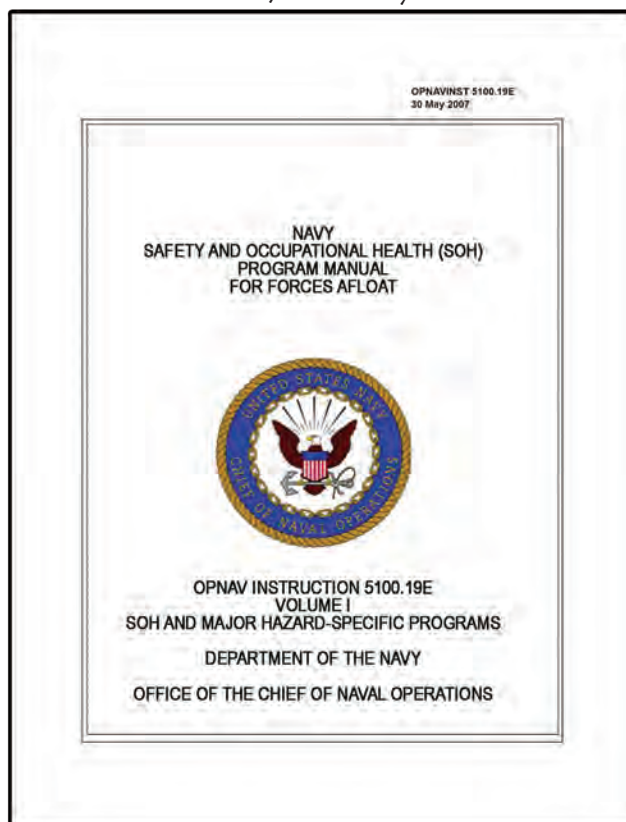 OPNAVINST 5100.19E
30 May 2007
NAVY
SAFETY AND OCCUPATIONAL HEALTH (SOH)
PROGRAM MANUAL
FOR FORCES AFLOAT
UNITED STATES NAVY
CHIEF OF NAVAL OPERATIONS
OPNAV INSTRUCTION 5100.19E
VOLUME I
SOH AND MAJOR HAZARD-SPECIFIC PROGRAMS
DEPARTMENT OF THE NAVY
OFFICE OF THE CHIEF OF NAVAL OPERATIONS